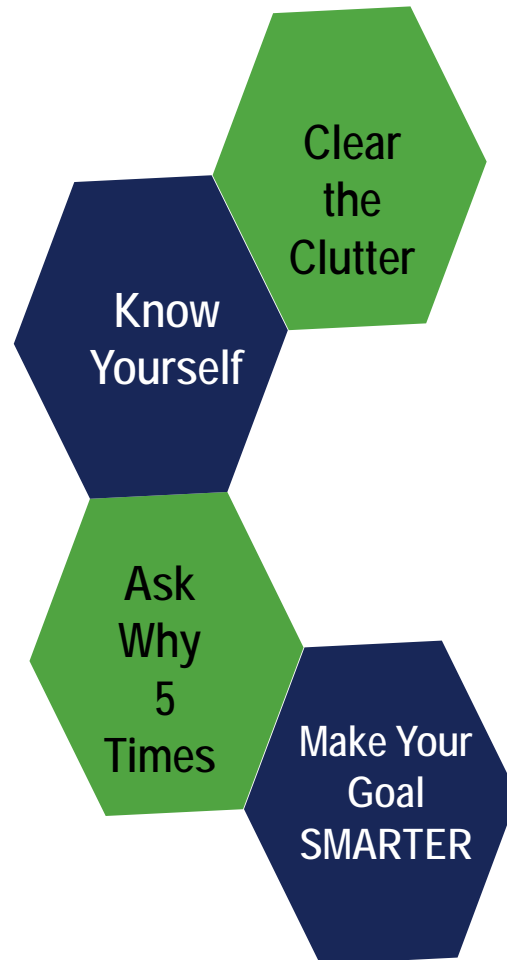 Clear
the
Clutter
Know
Yourself
Ask
Why
5
Times
Make Your
Goal
SMARTER